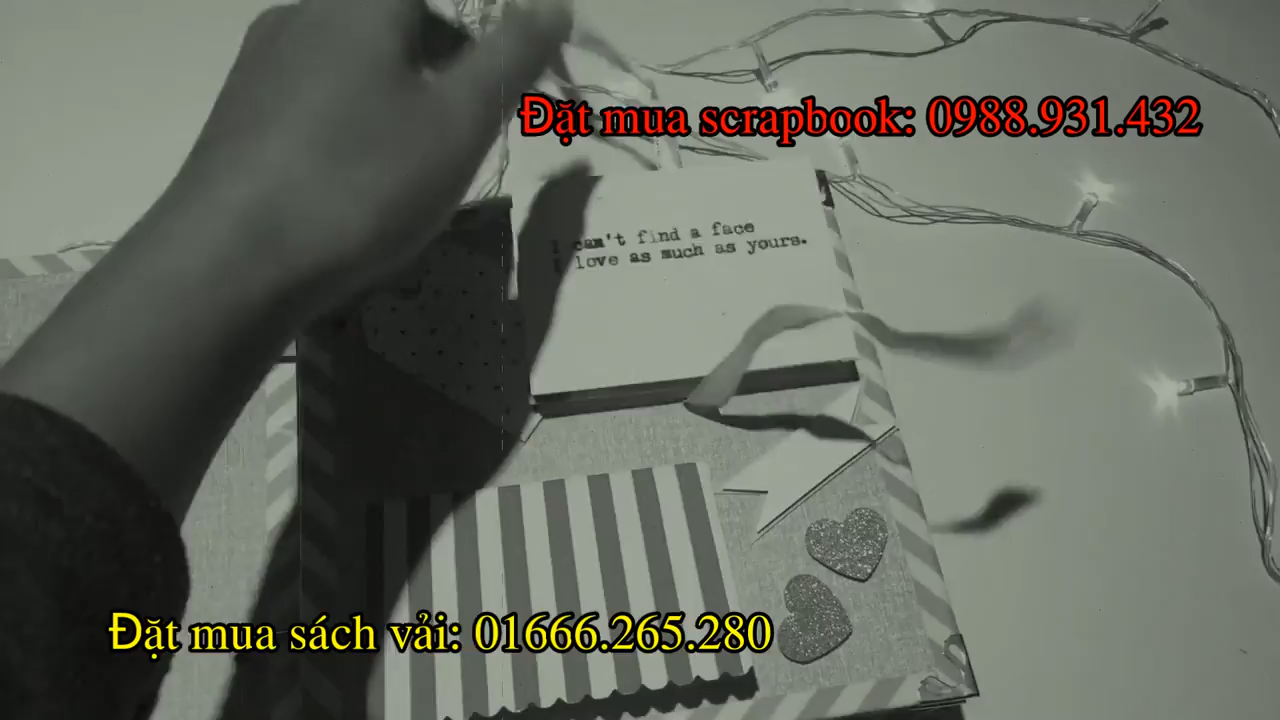 Đặt mua scrapbook: 0988.931.432
I can't find a face
I love as much as yours.
Đặt mua sách vải: 01666.265.280